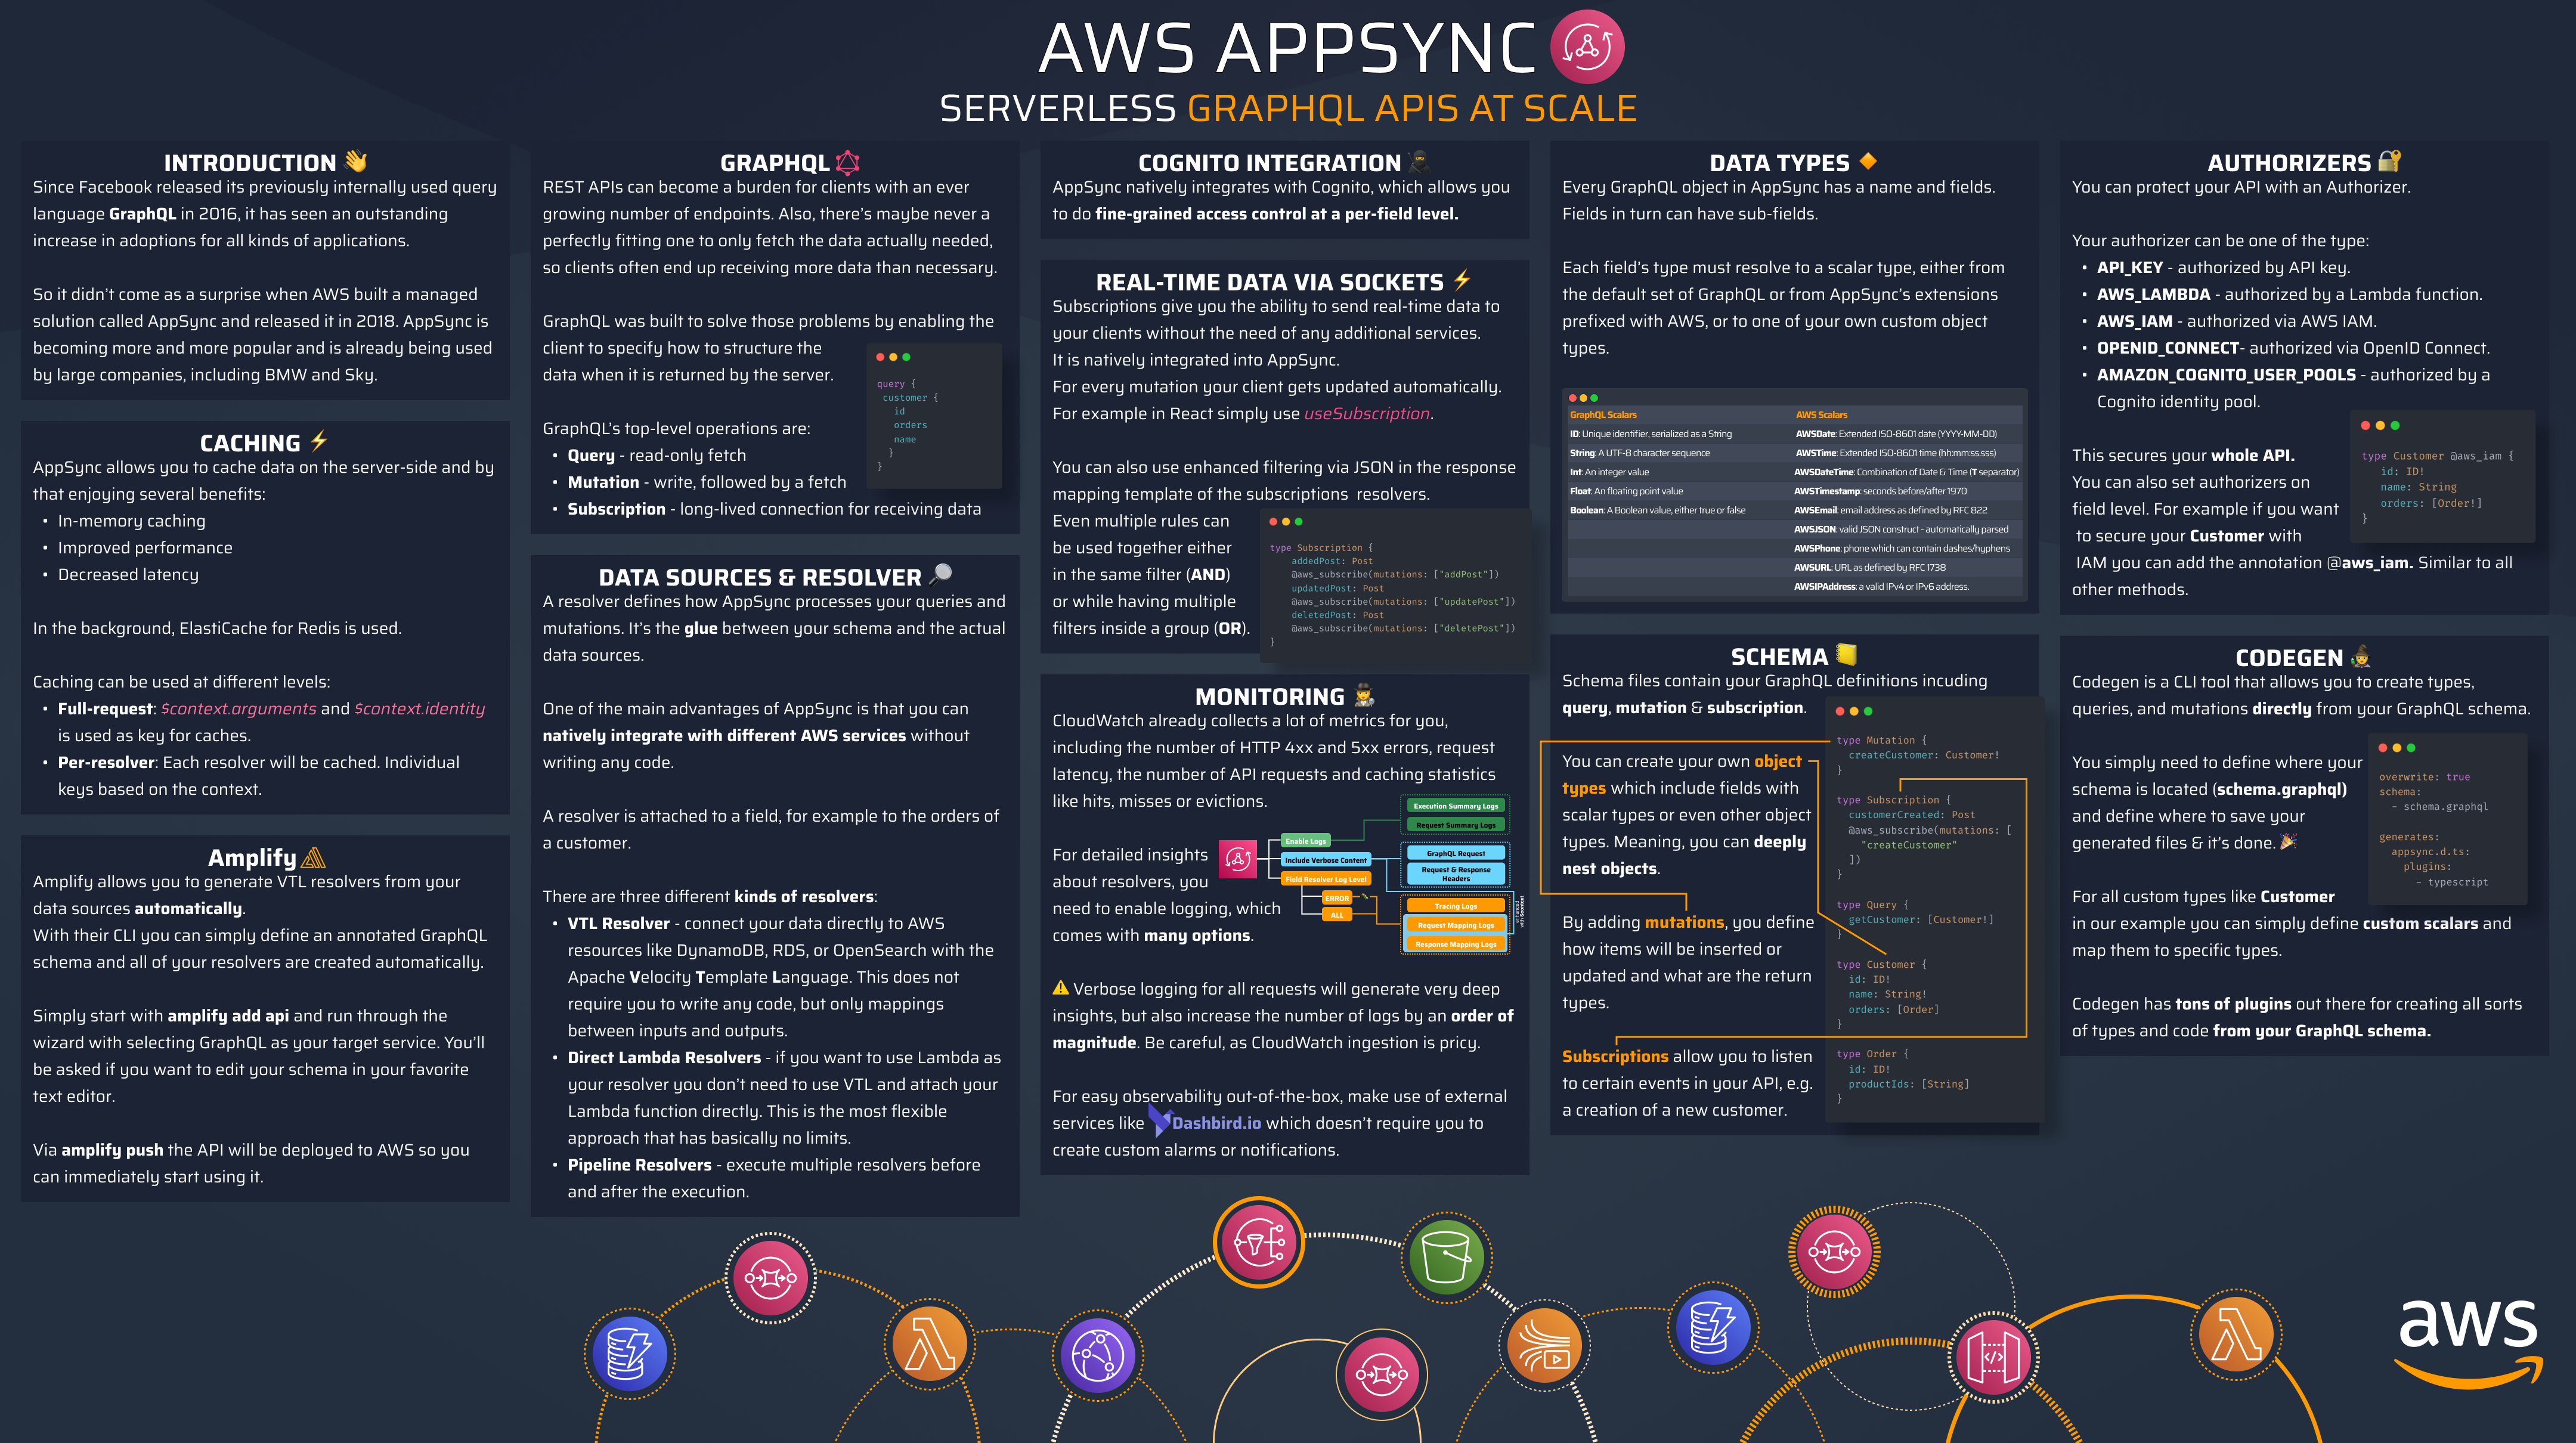 AWS APPSYNC
SERVERLESS GRAPHQL APIS AT SCALE
INTRODUCTION
Since Facebook released its previously internally used query
language GraphQL in 2016, it has seen an outstanding
increase in adoptions for all kinds of applications.
So it didn't come as a surprise when AWS built a managed
solution called AppSync and released it in 2018. AppSync is
becoming more and more popular and is already being used
by large companies, including BMW and Sky.
CACHING
AppSync allows you to cache data on the server-side and by
that enjoying several benefits:
• In-memory caching
• Improved performance
• Decreased latency
In the background, ElastiCache for Redis is used.
Caching can be used at different levels:
• Full-request: $context.arguments and $context.identity
is used as key for caches.
• Per-resolver: Each resolver will be cached. Individual
keys based on the context.
Amplify
Amplify allows you to generate VTL resolvers from your
data sources automatically.
With their CLI you can simply define an annotated GraphQL
schema and all of your resolvers are created automatically.
Simply start with amplify add api and run through the
wizard with selecting GraphQL as your target service. You'll
be asked if you want to edit your schema in your favorite
text editor.
Via amplify push the API will be deployed to AWS so you
can immediately start using it.
GRAPHQL
REST APIs can become a burden for clients with an ever
growing number of endpoints. Also, there's maybe never a
perfectly fitting one to only fetch the data actually needed,
so clients often end up receiving more data than necessary.
GraphQL was built to solve those problems by enabling the
client to specify how to structure the
data when it is returned by the server.
GraphQL's top-level operations are:
• Query - read-only fetch
• Mutation - write, followed by a fetch
• Subscription - long-lived connection for receiving data
query {
customer {
id
orders
name
}
}
DATA SOURCES & RESOLVER
A resolver defines how AppSync processes your queries and
mutations. It's the glue between your schema and the actual
data sources.
One of the main advantages of AppSync is that you can
natively integrate with different AWS services without
writing any code.
A resolver is attached to a field, for example to the orders of
a customer.
There are three different kinds of resolvers:
• VTL Resolver - connect your data directly to AWS
resources like DynamoDB, RDS, or OpenSearch with the
Apache Velocity Template Language. This does not
require you to write any code, but only mappings
between inputs and outputs.
• Direct Lambda Resolvers - if you want to use Lambda as
your resolver you don't need to use VTL and attach your
Lambda function directly. This is the most flexible
approach that has basically no limits.
• Pipeline Resolvers - execute multiple resolvers before
and after the execution.
COGNITO INTEGRATION
AppSync natively integrates with Cognito, which allows you
to do fine-grained access control at a per-field level.
REAL-TIME DATA VIA SOCKETS
Subscriptions give you the ability to send real-time data to
your clients without the need of any additional services.
It is natively integrated into AppSync.
For every mutation your client gets updated automatically.
For example in React simply use useSubscription.
You can also use enhanced filtering via JSON in the response
mapping template of the subscriptions resolvers.
Even multiple rules can
be used together either
in the same filter (AND)
or while having multiple
filters inside a group (OR).
type Subscription {
addedPost: Post
@aws_subscribe(mutations: ["addPost"])
updatedPost: Post
@aws_subscribe(mutations: ["updatePost"])
deletedPost: Post
@aws_subscribe(mutations: ["deletePost"])
}
MONITORING
CloudWatch already collects a lot of metrics for you,
including the number of HTTP 4xx and 5xx errors, request
latency, the number of API requests and caching statistics
like hits, misses or evictions.
For detailed insights
about resolvers, you
need to enable logging, which
comes with many options.
Enable Logs
Include Verbose Content
Field Resolver Log Level
ERROR
ALL
Execution Summary Logs
Request Summary Logs
GraphQL Request
Request & Response
Headers
Tracing Logs
Request Mapping Logs
Response Mapping Logs
⚠ Verbose logging for all requests will generate very deep
insights, but also increase the number of logs by an order of
magnitude. Be careful, as CloudWatch ingestion is pricy.
For easy observability out-of-the-box, make use of external
services like Dashbird.io which doesn't require you to
create custom alarms or notifications.
DATA TYPES
Every GraphQL object in AppSync has a name and fields.
Fields in turn can have sub-fields.
Each field's type must resolve to a scalar type, either from
the default set of GraphQL or from AppSync's extensions
prefixed with AWS, or to one of your own custom object
types.
GraphQL Scalars AWS Scalars
ID: Unique identifier, serialized as a String AWSDate: Extended ISO-8601 date (YYYY-MM-DD)
String: A UTF-8 character sequence AWSTime: Extended ISO-8601 time (hh:mm:ss.sss)
Int: An integer value AWSDateTime: Combination of Date & Time (T separator)
Float: An floating point value AWSTimestamp: seconds before/after 1970
Boolean: A Boolean value, either true or false AWSEmail: email address as defined by RFC 822
AWSJSON: valid JSON construct - automatically parsed
AWSPhone: phone which can contain dashes/hyphens
AWSURL: URL as defined by RFC 1738
AWSIPAddress: a valid IPv4 or IPv6 address.
SCHEMA
Schema files contain your GraphQL definitions incuding
query, mutation & subscription.
You can create your own object
types which include fields with
scalar types or even other object
types. Meaning, you can deeply
nest objects.
By adding mutations, you define
how items will be inserted or
updated and what are the return
types.
Subscriptions allow you to listen
to certain events in your API, e.g.
a creation of a new customer.
type Mutation {
createCustomer: Customer!
}
type Subscription {
customerCreated: Post
@aws_subscribe(mutations: [
"createCustomer"
])
}
type Query {
getCustomer: [Customer!]
}
type Customer {
id: ID!
name: String!
orders: [Order]
}
type Order {
id: ID!
productIds: [String]
}
AUTHORIZERS
You can protect your API with an Authorizer.
Your authorizer can be one of the type:
• API_KEY - authorized by API key.
• AWS_LAMBDA - authorized by a Lambda function.
• AWS_IAM - authorized via AWS IAM.
• OPENID_CONNECT- authorized via OpenID Connect.
• AMAZON_COGNITO_USER_POOLS - authorized by a
Cognito identity pool.
This secures your whole API.
You can also set authorizers on
field level. For example if you want
to secure your Customer with
IAM you can add the annotation @aws_iam. Similar to all
other methods.
type Customer @aws_iam {
id: ID!
name: String
orders: [Order!]
}
CODEGEN
Codegen is a CLI tool that allows you to create types,
queries, and mutations directly from your GraphQL schema.
You simply need to define where your
schema is located (schema.graphql)
and define where to save your
generated files & it's done.
For all custom types like Customer
in our example you can simply define custom scalars and
map them to specific types.
Codegen has tons of plugins out there for creating all sorts
of types and code from your GraphQL schema.
overwrite: true
schema:
- schema.graphql
generates:
appsync.d.ts:
plugins:
- typescript
aws